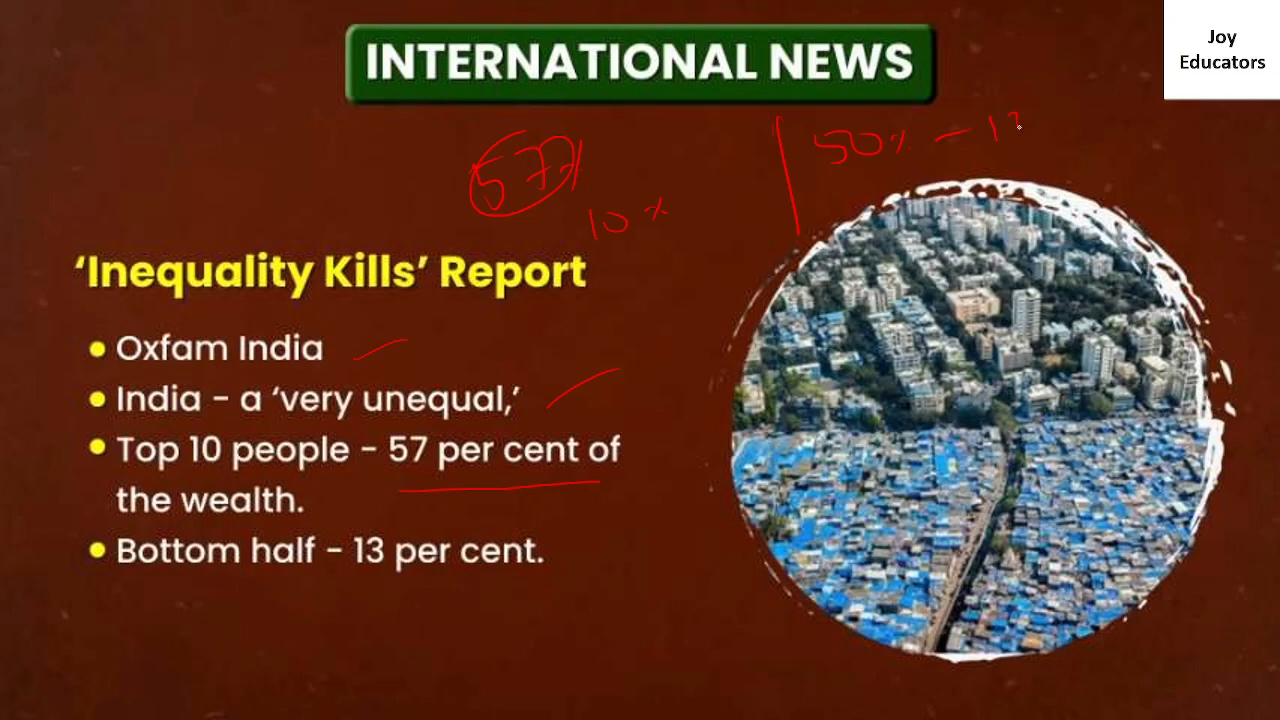 INTERNATIONAL NEWS
Joy
Educators
57%
10%
50% – 13
'Inequality Kills' Report
• Oxfam India
• India - a 'very unequal,'
• Top 10 people - 57 per cent of
the wealth.
• Bottom half - 13 per cent.